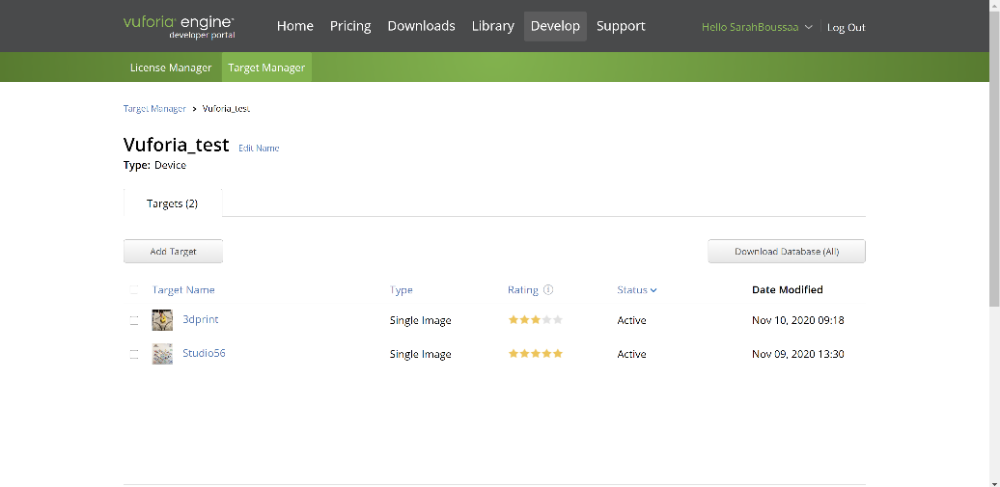 vuforia engine™ Home Pricing Downloads Library Develop Support Hello SarahBoussaa Log Out
developer portal
License Manager Target Manager
Target Manager > Vuforia_test
Vuforia_test Edit Name
Type: Device
Targets (2)
Add Target Download Database (All)
Target Name Type Rating Status Date Modified
3dprint Single Image Active Nov 10, 2020 09:18
Studio56 Single Image Active Nov 09, 2020 13:30